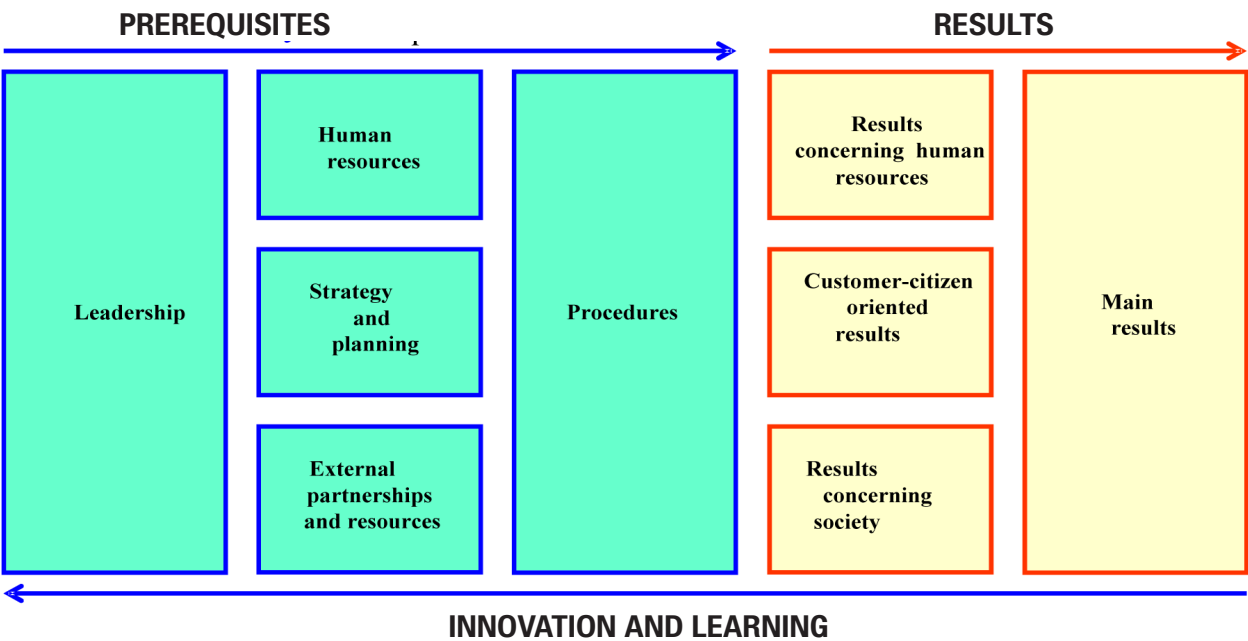 PREREQUISITES
RESULTS
Leadership
Human
resources
Strategy
and
planning
External
partnerships
and resources
Procedures
Results
concerning human
resources
Customer-citizen
oriented
results
Results
concerning
society
Main
results
INNOVATION AND LEARNING